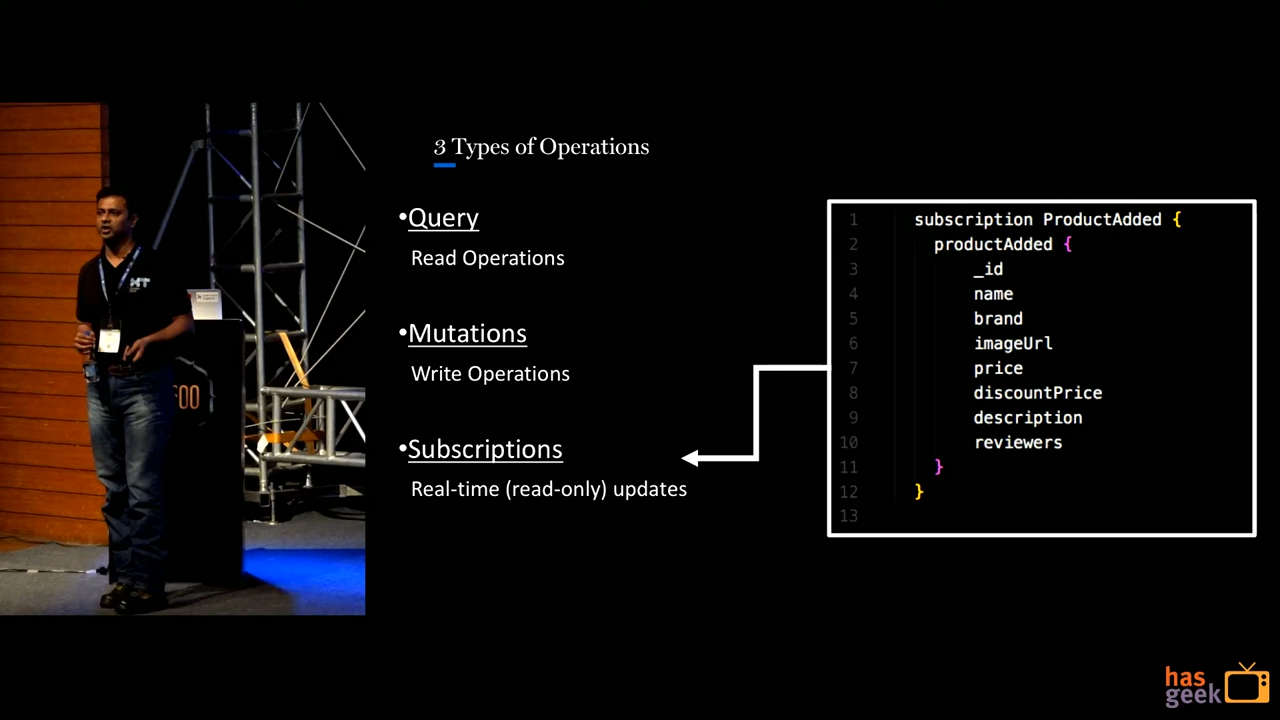 3 Types of Operations
•Query
Read Operations
•Mutations
Write Operations
•Subscriptions
Real-time (read-only) updates
1 subscription ProductAdded {
2 productAdded {
3 _id
4 name
5 brand
6 imageUrl
7 price
8 discountPrice
9 description
10 reviewers
11 }
12 }
13
HT
has
geek